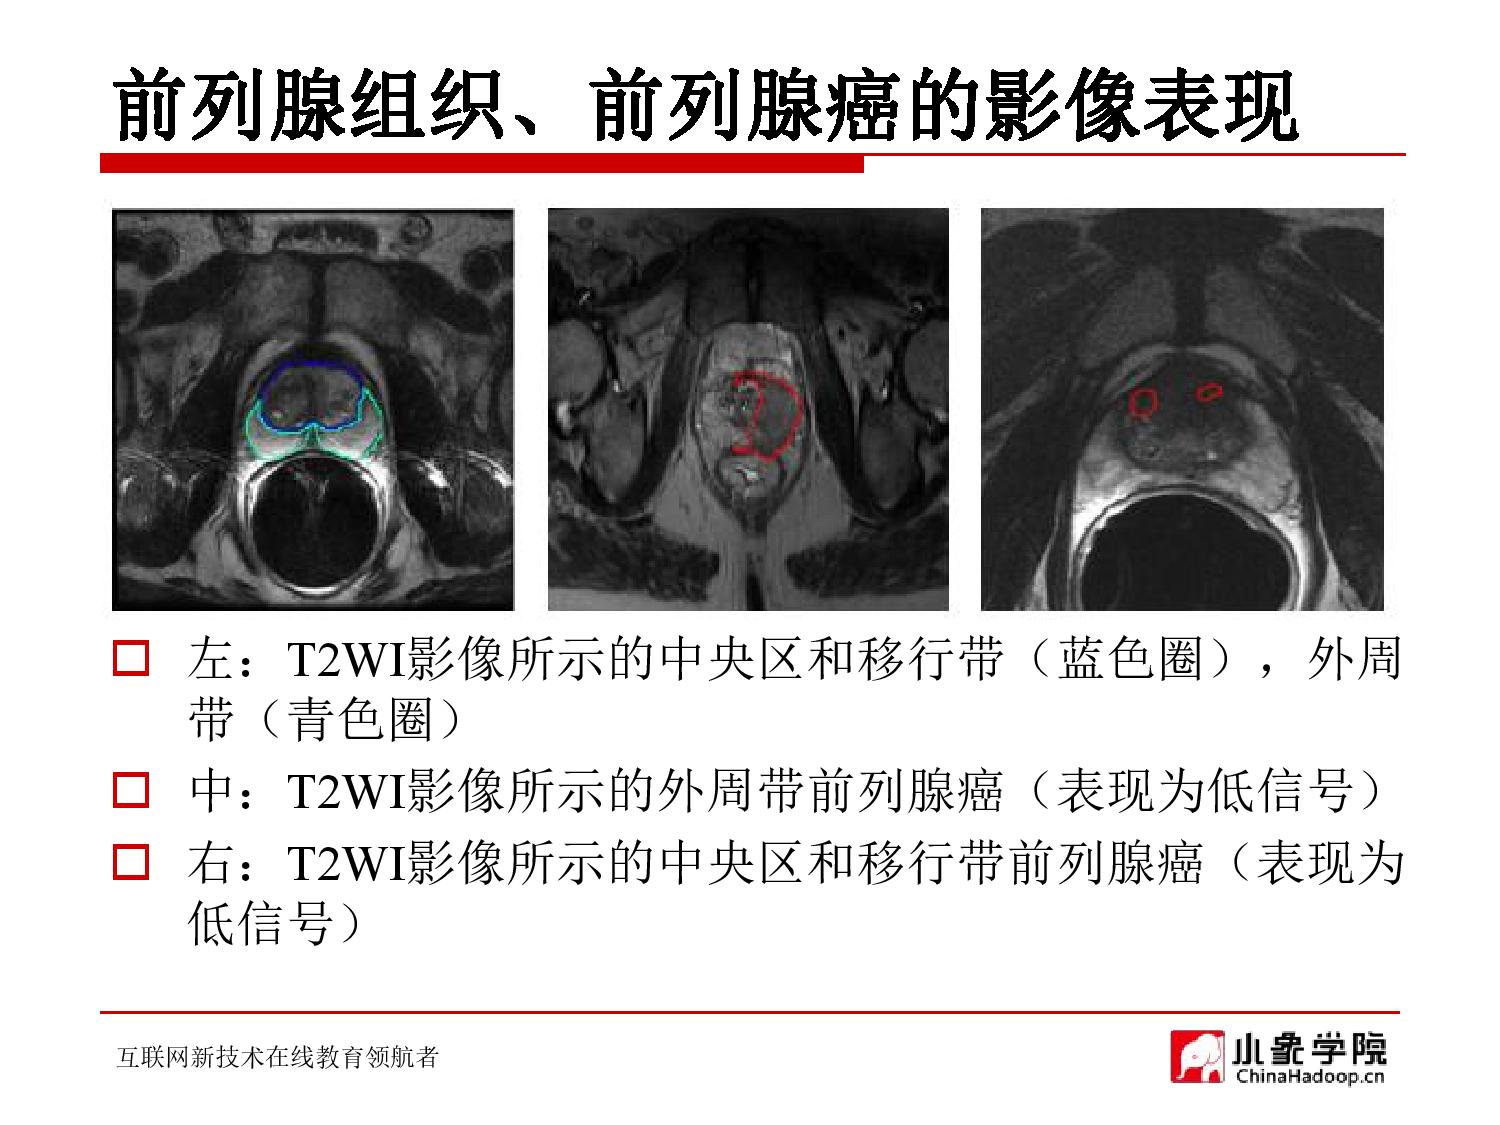 前列腺组织、前列腺癌的影像表现
左：T2WI影像所示的中央区和移行带（蓝色圈），外周
带（青色圈）
中：T2WI影像所示的外周带前列腺癌（表现为低信号）
右：T2WI影像所示的中央区和移行带前列腺癌（表现为
低信号）
互联网新技术在线教育领航者
小象学院
ChinaHadoop.cn